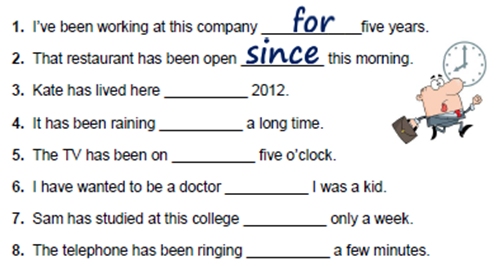 1. I've been working at this company ___for___ five years.
2. That restaurant has been open ___since___ this morning.
3. Kate has lived here __________ 2012.
4. It has been raining __________ a long time.
5. The TV has been on __________ five o'clock.
6. I have wanted to be a doctor __________ I was a kid.
7. Sam has studied at this college __________ only a week.
8. The telephone has been ringing __________ a few minutes.